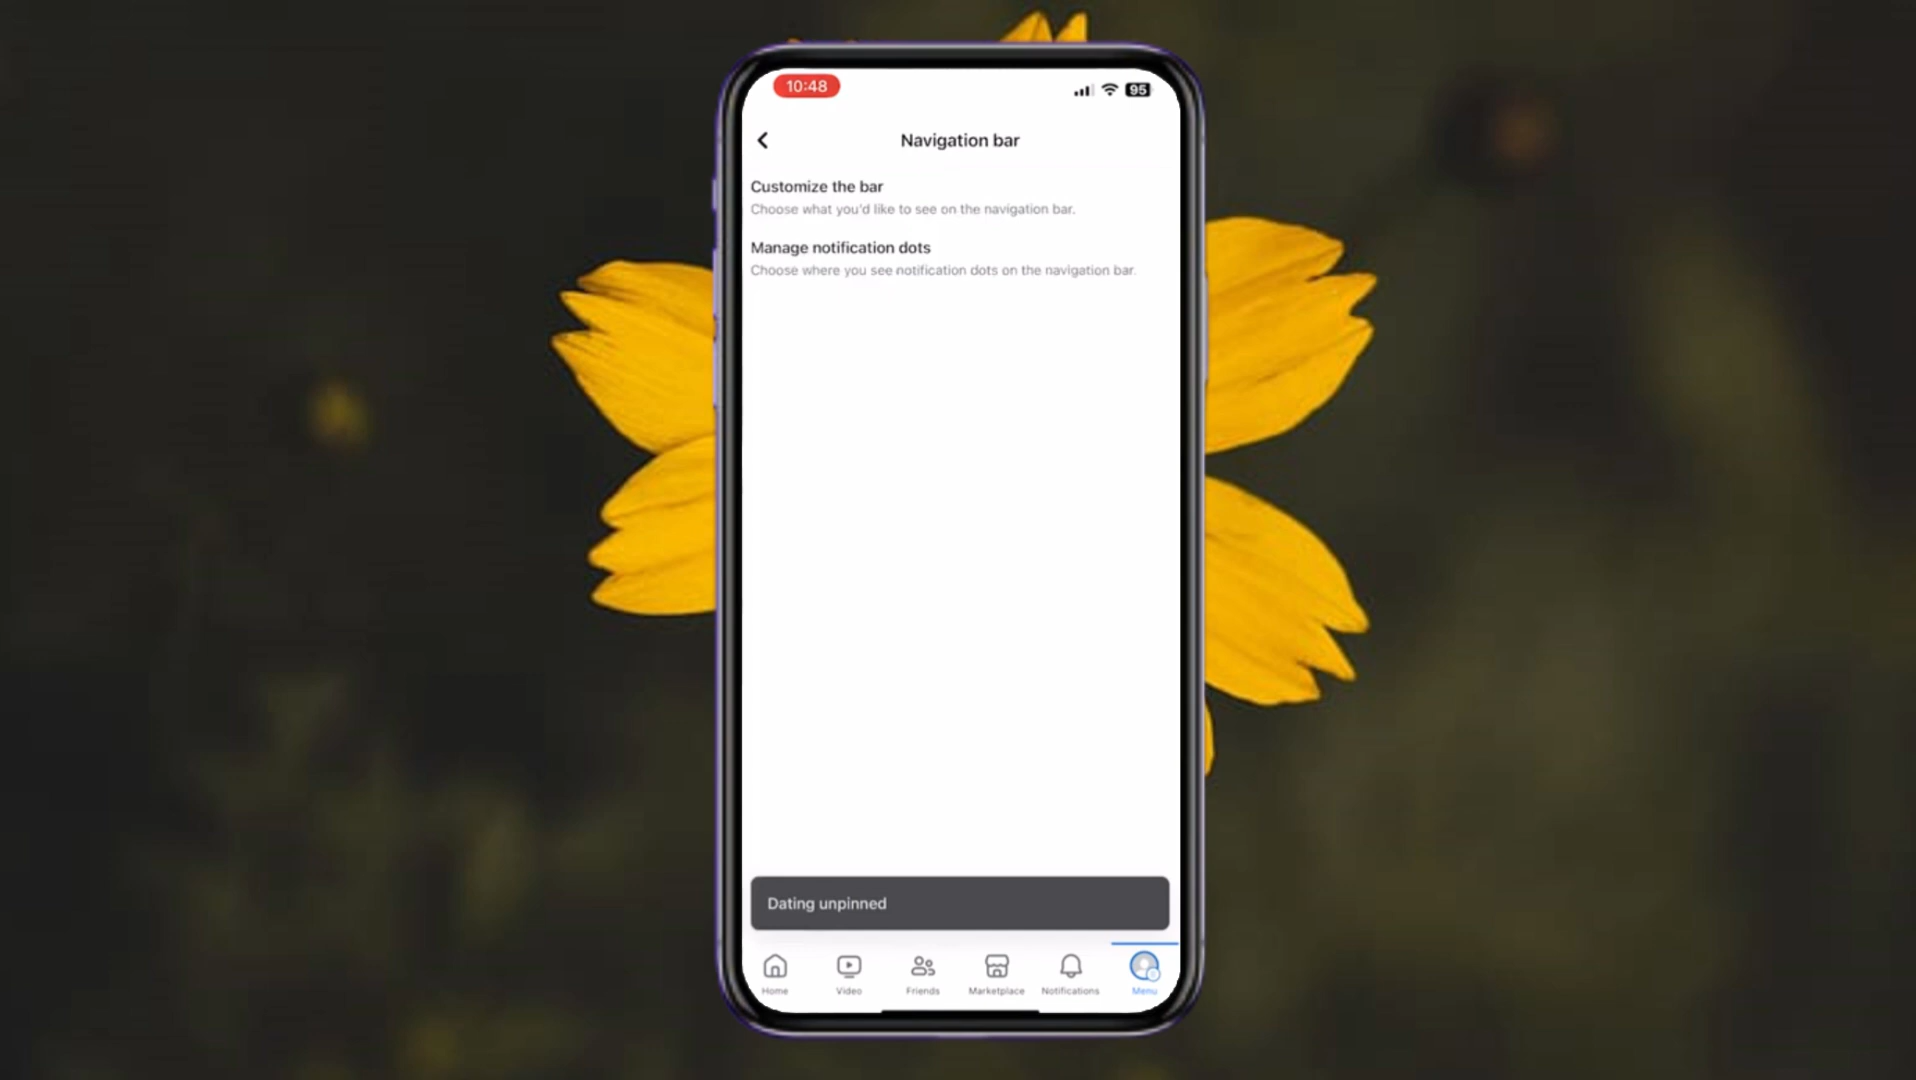 10:48
95
Navigation bar
Customize the bar
Choose what you'd like to see on the navigation bar.
Manage notification dots
Choose where you see notification dots on the navigation bar.
Dating unpinned
Home Video Friends Marketplace Notifications Menu